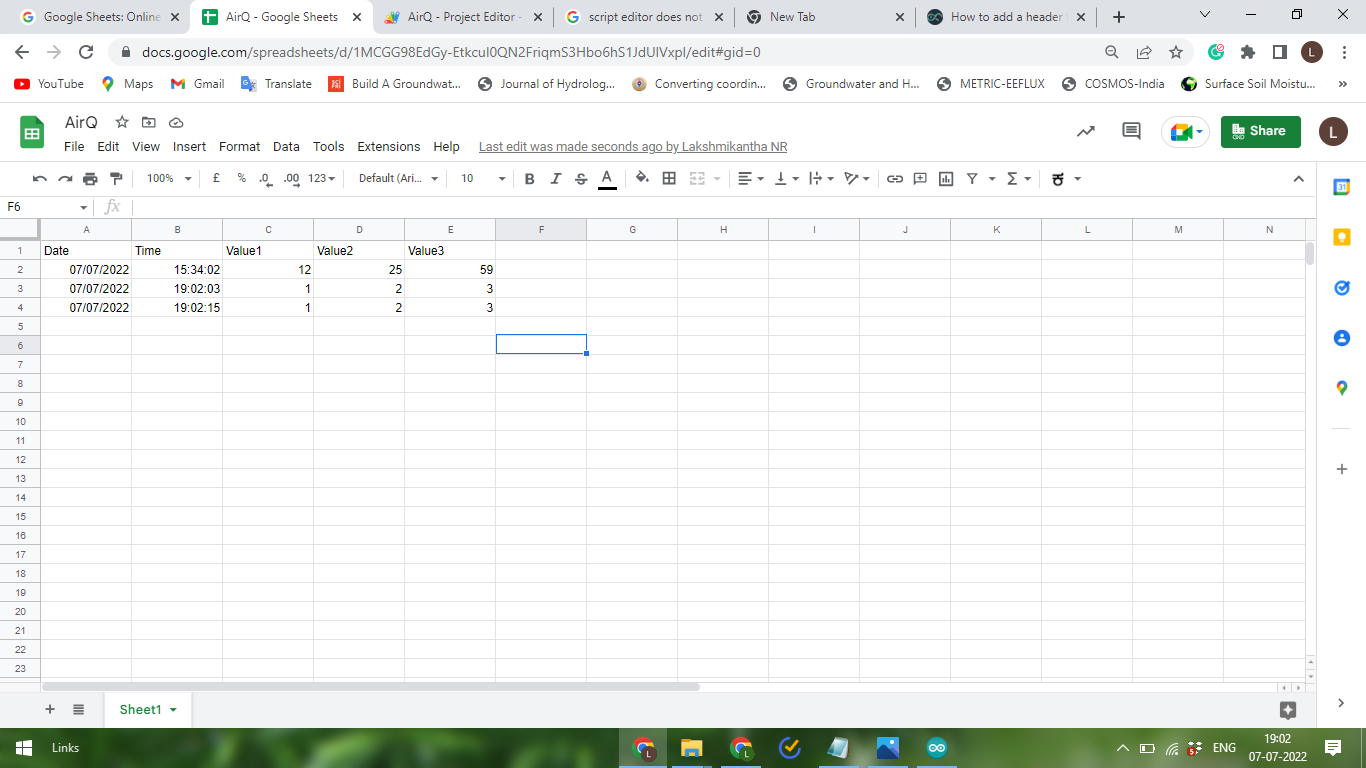 Google Sheets: Online
AirQ - Google Sheets
AirQ - Project Editor -
script editor does not
New Tab
How to add a header
docs.google.com/spreadsheets/d/1MCGG98EdGy-Etkcul0QN2FriqmS3Hbo6hS1JdUIVxpI/edit#gid=0
L
YouTube
Maps
Gmail
Translate
Build A Groundwat...
Journal of Hydrolog...
Converting coordin...
Groundwater and H...
METRIC-EEFLUX
COSMOS-India
Surface Soil Moistu...
AirQ
File Edit View Insert Format Data Tools Extensions Help
Last edit was made seconds ago by Lakshmikantha NR
Share
L
100% £ % .0 .00 123 Default (Ari... 10 B I S A
F6 fx
A B C D E F G H I J K L M N
1 Date Time Value1 Value2 Value3
2 07/07/2022 15:34:02 12 25 59
3 07/07/2022 19:02:03 1 2 3
4 07/07/2022 19:02:15 1 2 3
5
6
7
8
9
10
11
12
13
14
15
16
17
18
19
20
21
22
23
Sheet1
Links
ENG
19:02
07-07-2022